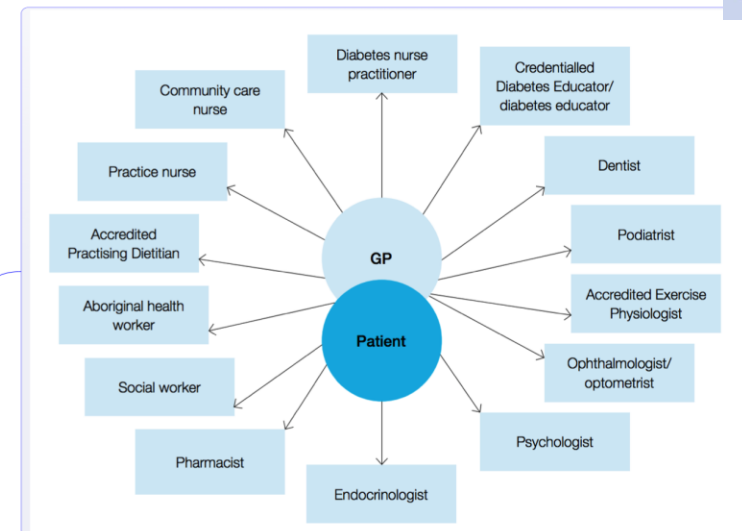 Diabetes nurse
practitioner
Credentialled
Diabetes Educator/
diabetes educator
Community care
nurse
Practice nurse
Dentist
Accredited
Practising Dietitian
GP
Podiatrist
Aboriginal health
worker
Patient
Accredited Exercise
Physiologist
Social worker
Ophthalmologist/
optometrist
Pharmacist
Psychologist
Endocrinologist